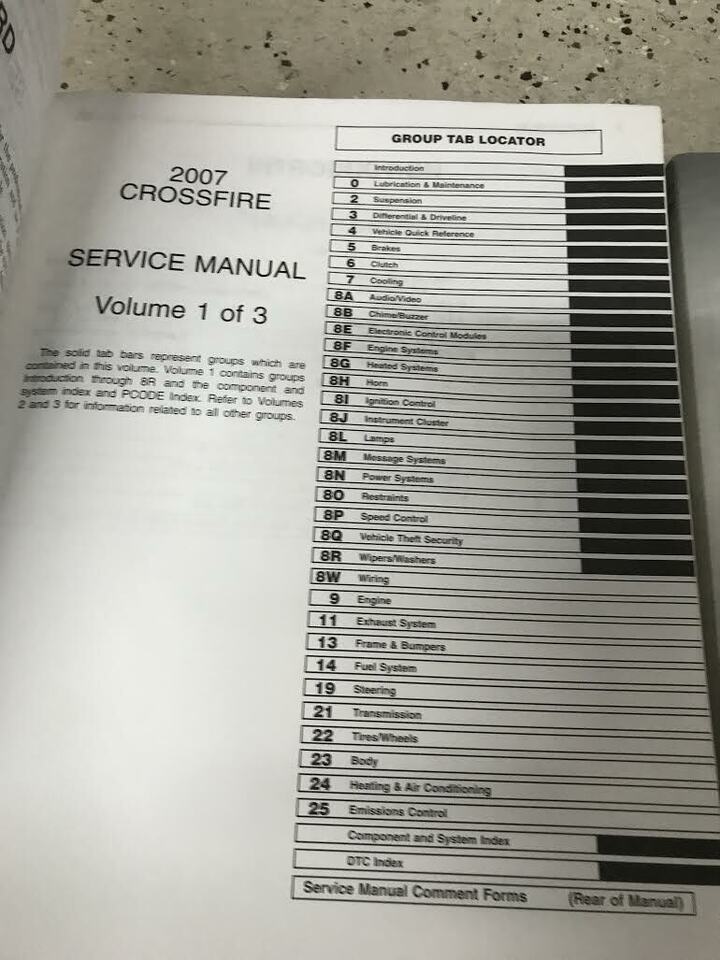 RD
2007
CROSSFIRE
SERVICE MANUAL
Volume 1 of 3
The solid tab bars represent groups which are
contained in this volume. Volume 1 contains groups
Introduction through 8R and the component and
system index and PCODE Index. Refer to Volumes
2 and 3 for information related to all other groups.
GROUP TAB LOCATOR
Introduction
0 Lubrication & Maintenance
2 Suspension
3 Differential & Driveline
4 Vehicle Quick Reference
5 Brakes
6 Clutch
7 Cooling
8A Audio/Video
8B Chime/Buzzer
8E Electronic Control Modules
8F Engine Systems
8G Heated Systems
8H Horn
8I Ignition Control
8J Instrument Cluster
8L Lamps
8M Message Systems
8N Power Systems
8O Restraints
8P Speed Control
8Q Vehicle Theft Security
8R Wipers/Washers
8W Wiring
9 Engine
11 Exhaust System
13 Frame & Bumpers
14 Fuel System
19 Steering
21 Transmission
22 Tires/Wheels
23 Body
24 Heating & Air Conditioning
25 Emissions Control
Component and System Index
DTC Index
Service Manual Comment Forms (Rear of Manual)